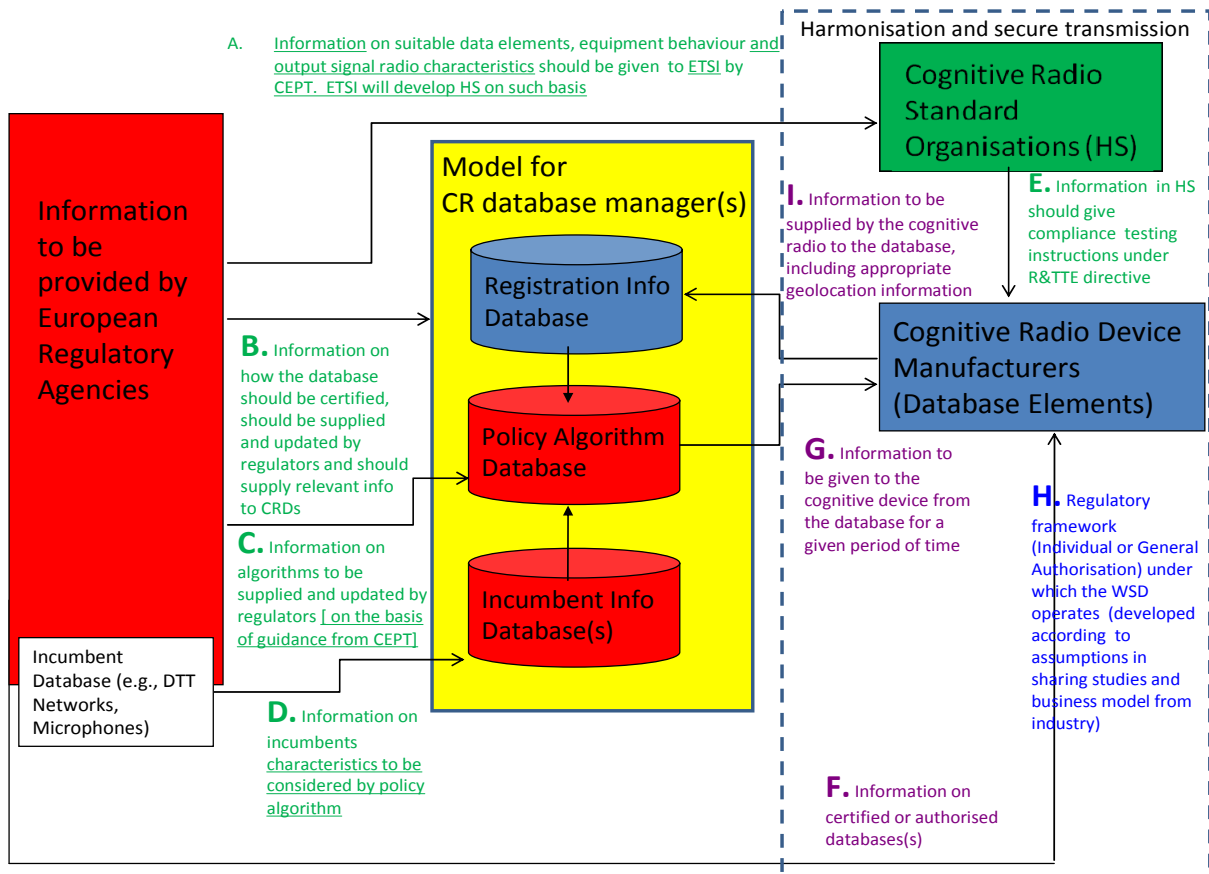 Harmonisation and secure transmission
A. Information on suitable data elements, equipment behaviour and
output signal radio characteristics should be given to ETSI by
CEPT. ETSI will develop HS on such basis
Cognitive Radio
Standard
Organisations (HS)
Information
to be
provided by
European
Regulatory
Agencies
Model for
CR database manager(s)
I. Information to be
supplied by the cognitive
radio to the database,
including appropriate
geolocation information
E. Information in HS
should give
compliance testing
instructions under
R&TTE directive
Registration Info
Database
B. Information on
how the database
should be certified,
should be supplied
and updated by
regulators and should
supply relevant info
to CRDs
Cognitive Radio Device
Manufacturers
(Database Elements)
Policy Algorithm
Database
G. Information to
be given to the
cognitive device from
the database for a
given period of time
H. Regulatory
framework
(Individual or General
Authorisation) under
which the WSD
operates (developed
according to
assumptions in
sharing studies and
business model from
industry)
C. Information on
algorithms to be
supplied and updated by
regulators [ on the basis
of guidance from CEPT]
Incumbent Info
Database(s)
Incumbent
Database (e.g., DTT
Networks,
Microphones)
D. Information on
incumbents
characteristics to be
considered by policy
algorithm
F. Information on
certified or authorised
databases(s)